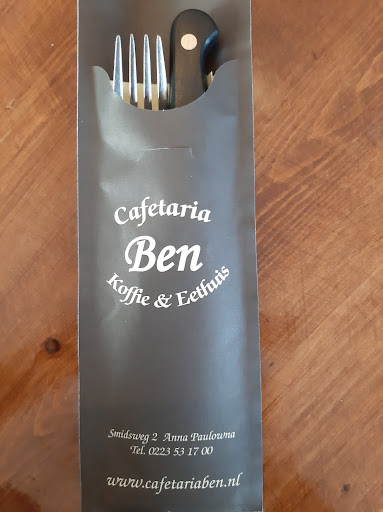 Cafetaria
Ben
Koffie & Eethuis
Smidsweg 2 Anna Paulowna
Tel. 0223 53 17 00
www.cafetariaben.nl